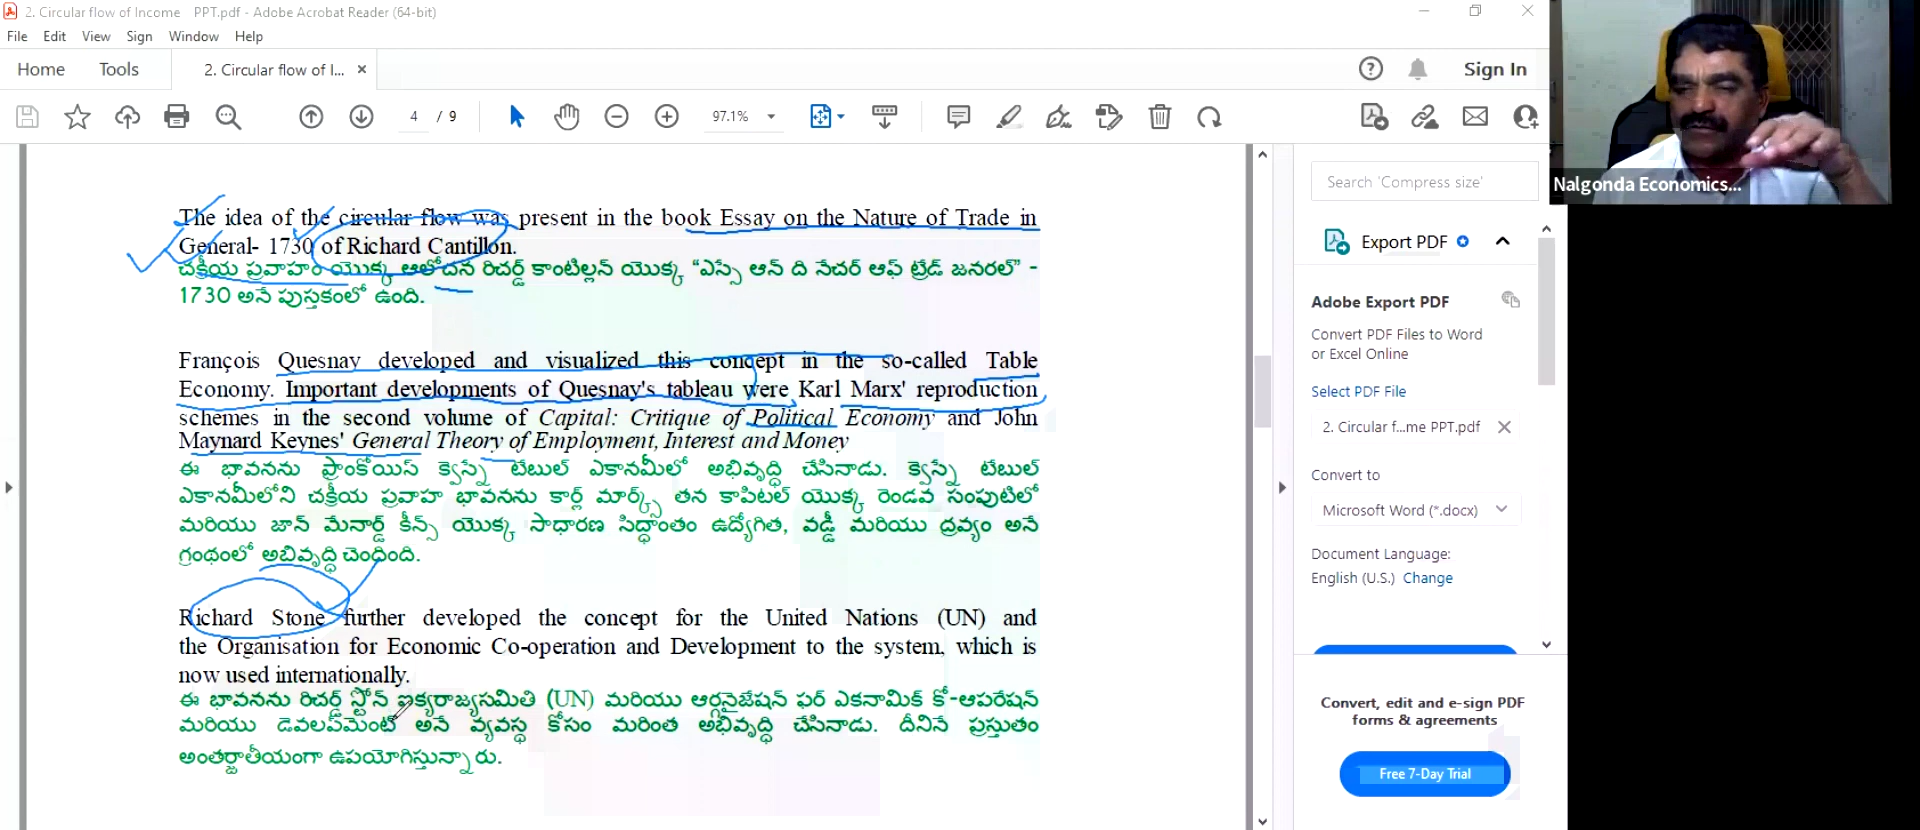 2. Circular flow of Income PPT.pdf - Adobe Acrobat Reader (64-bit)
File Edit View Sign Window Help
Home Tools 2. Circular flow of I... × Sign In
4 / 9 97.1%
The idea of the circular flow was present in the book Essay on the Nature of Trade in
General- 1730 of Richard Cantillon.
చక్రీయ ప్రవాహం యొక్క ఆలోచన రిచర్డ్ కాంటిల్లన్ యొక్క “ఎస్సే ఆన్ ది నేచర్ ఆఫ్ ట్రేడ్ జనరల్” -
1730 అనే పుస్తకంలో ఉంది.
François Quesnay developed and visualized this concept in the so-called Table
Economy. Important developments of Quesnay's tableau were Karl Marx' reproduction
schemes in the second volume of Capital: Critique of Political Economy and John
Maynard Keynes' General Theory of Employment, Interest and Money
ఈ భావనను ఫ్రాంకోయిస్ క్వెస్నే టేబుల్ ఎకానమీలో అభివృద్ధి చేసినాడు. క్వెస్నే టేబుల్
ఎకానమీలోని చక్రీయ ప్రవాహ భావనను కార్ల్ మార్క్స్ తన కాపిటల్ యొక్క రెండవ సంపుటిలో
మరియు జాన్ మేనార్డ్ కీన్స్ యొక్క సాధారణ సిద్ధాంతం ఉద్యోగిత, వడ్డీ మరియు ద్రవ్యం అనే
గ్రంథంలో అభివృద్ధి చెందింది.
Richard Stone further developed the concept for the United Nations (UN) and
the Organisation for Economic Co-operation and Development to the system, which is
now used internationally.
ఈ భావనను రిచర్డ్ స్టోన్ ఐక్యరాజ్యసమితి (UN) మరియు ఆర్గనైజేషన్ ఫర్ ఎకనామిక్ కో-ఆపరేషన్
మరియు డెవలప్‌మెంట్ అనే వ్యవస్థ కోసం మరింత అభివృద్ధి చేసినాడు. దీనినే ప్రస్తుతం
అంతర్జాతీయంగా ఉపయోగిస్తున్నారు.
Search 'Compress size'
Export PDF
Adobe Export PDF
Convert PDF Files to Word
or Excel Online
Select PDF File
2. Circular f...me PPT.pdf
Convert to
Microsoft Word (*.docx)
Document Language:
English (U.S.) Change
Convert, edit and e-sign PDF
forms & agreements
Free 7-Day Trial
Nalgonda Economics...